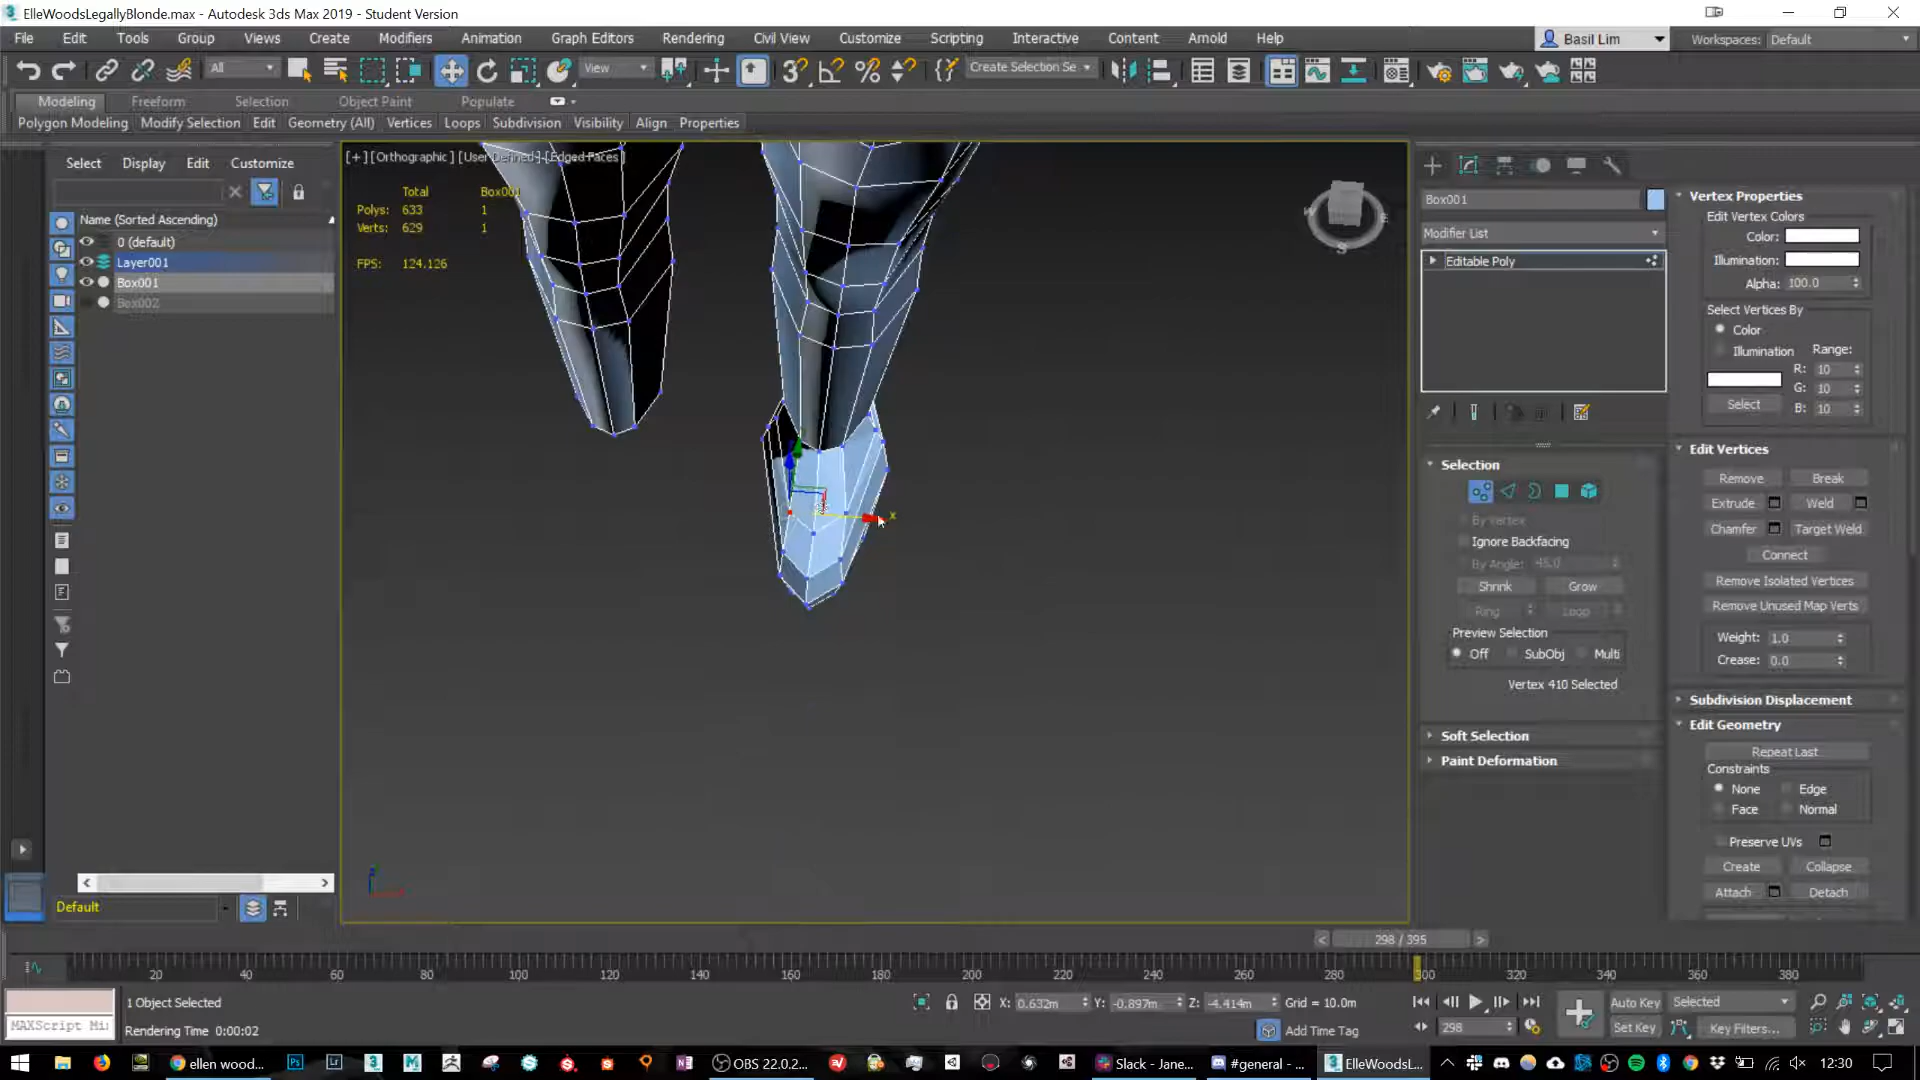 ElleWoodsLegallyBlonde.max - Autodesk 3ds Max 2019 - Student Version
File Edit Tools Group Views Create Modifiers Animation Graph Editors Rendering Civil View Customize Scripting Interactive Content Arnold Help Basil Lim Workspaces: Default
All View Create Selection Se
Modeling Freeform Selection Object Paint Populate
Polygon Modeling Modify Selection Edit Geometry (All) Vertices Loops Subdivision Visibility Align Properties
Select Display Edit Customize
Name (Sorted Ascending)
0 (default)
Layer001
Box001
Box002
Default
[+] [Orthographic] [User Defined] [Edged Faces]
Total Box001
Polys: 633 1
Verts: 629 1
FPS: 124.126
x
Box001
Modifier List
Editable Poly
Selection
By Vertex
Ignore Backfacing
By Angle: 45.0
Shrink Grow
Ring Loop
Preview Selection
Off SubObj Multi
Vertex 410 Selected
Soft Selection
Paint Deformation
Vertex Properties
Edit Vertex Colors
Color:
Illumination:
Alpha: 100.0
Select Vertices By
Color
Illumination Range:
R: 10
G: 10
Select B: 10
Edit Vertices
Remove Break
Extrude Weld
Chamfer Target Weld
Connect
Remove Isolated Vertices
Remove Unused Map Verts
Weight: 1.0
Crease: 0.0
Subdivision Displacement
Edit Geometry
Repeat Last
Constraints
None Edge
Face Normal
Preserve UVs
Create Collapse
Attach Detach
298 / 395
20 40 60 80 100 120 140 160 180 200 220 240 260 280 300 320 340 360 380
1 Object Selected X: 0.632m Y: -0.897m Z: -4.414m Grid = 10.0m Auto Key Selected
MAXScript Mi
Rendering Time 0:00:02 Add Time Tag 298 Set Key Key Filters...
ellen wood... OBS 22.0.2... Slack - Jane... #general - ... ElleWoodsL... 12:30